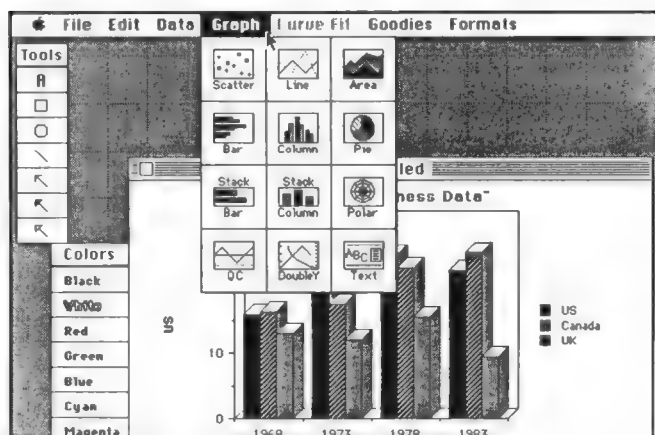 File Edit Data Graph Curve Fit Goodies Formats
Tools
A
Scatter Line Area
Bar Column Pie
Stack Bar Stack Column Polar
QC DoubleY Text
ABC
led
ness Data"
Colors
Black
White
Red
Green
Blue
Cyan
Magenta
US
10
0
1968 1973 1978 1983
US
Canada
UK